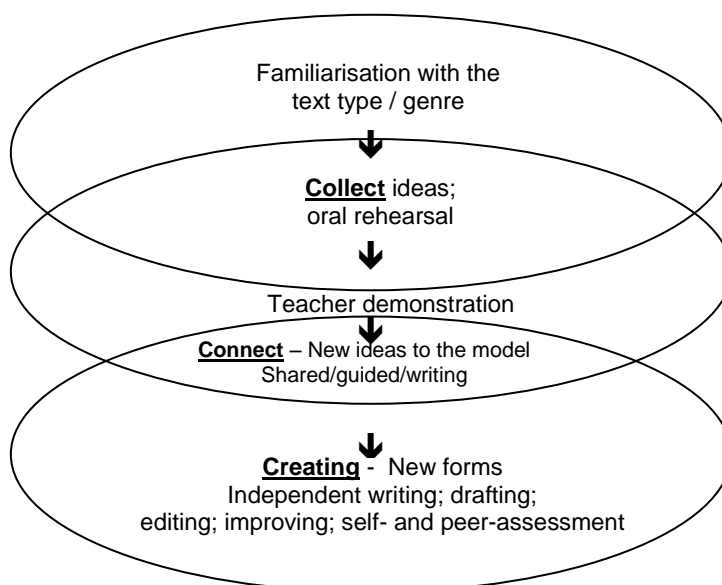 Familiarisation with the
text type / genre
Collect ideas;
oral rehearsal
Teacher demonstration
Connect – New ideas to the model
Shared/guided/writing
Creating - New forms
Independent writing; drafting;
editing; improving; self- and peer-assessment